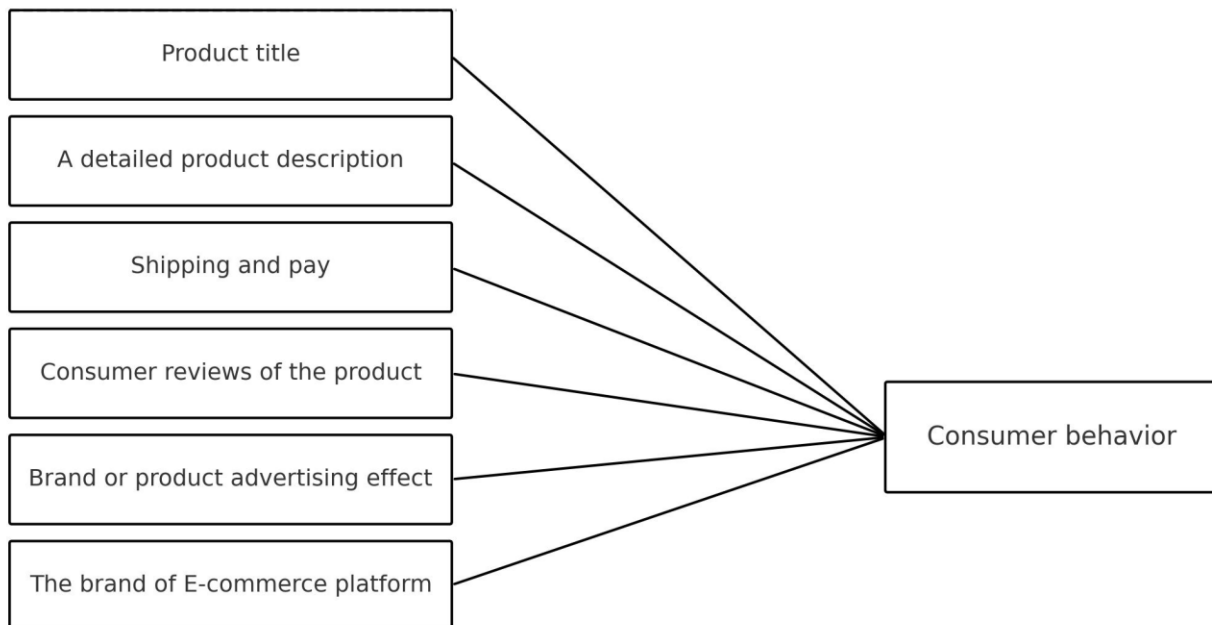 Product title
A detailed product description
Shipping and pay
Consumer reviews of the product
Brand or product advertising effect
The brand of E-commerce platform
Consumer behavior